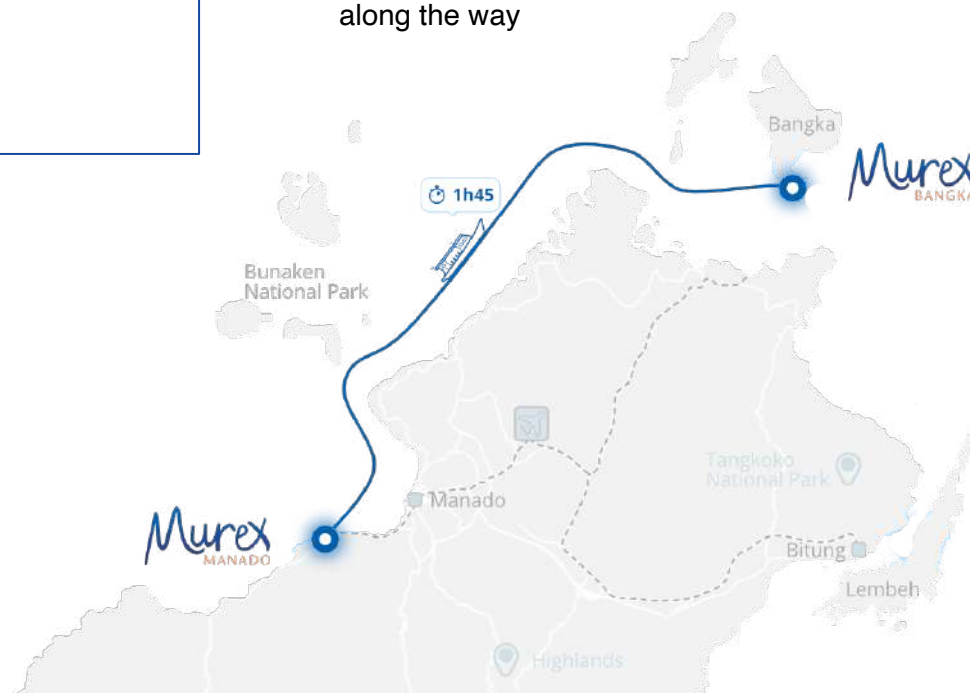 along the way
Bangka
Murex
BANGKA
1h45
Bunaken
National Park
Tangkoko
National Park
Manado
Murex
MANADO
Bitung
Lembeh
Highlands